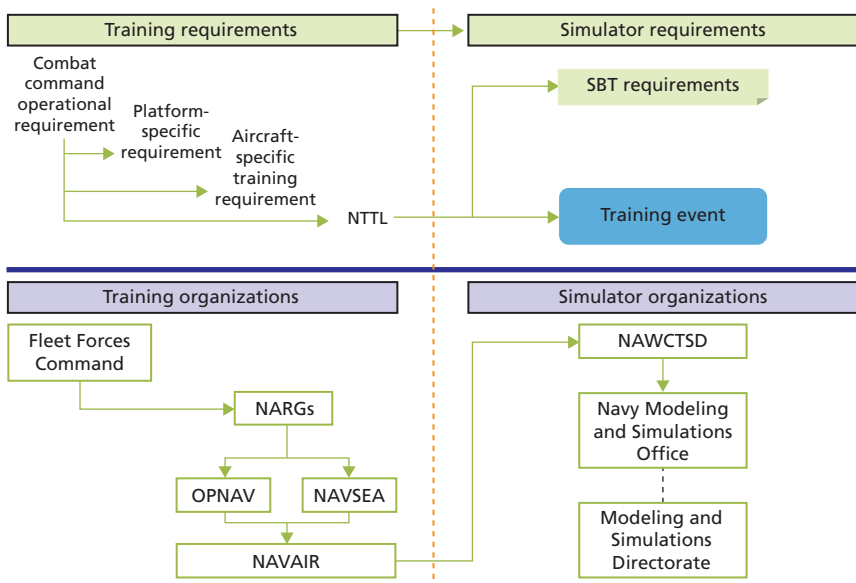 Training requirements
Simulator requirements
Combat
command
operational
requirement
Platform-
specific
requirement
Aircraft-
specific
training
requirement
NTTL
SBT requirements
Training event
Training organizations
Simulator organizations
Fleet Forces
Command
NARGs
OPNAV
NAVSEA
NAVAIR
NAWCTSD
Navy Modeling
and Simulations
Office
Modeling and
Simulations
Directorate